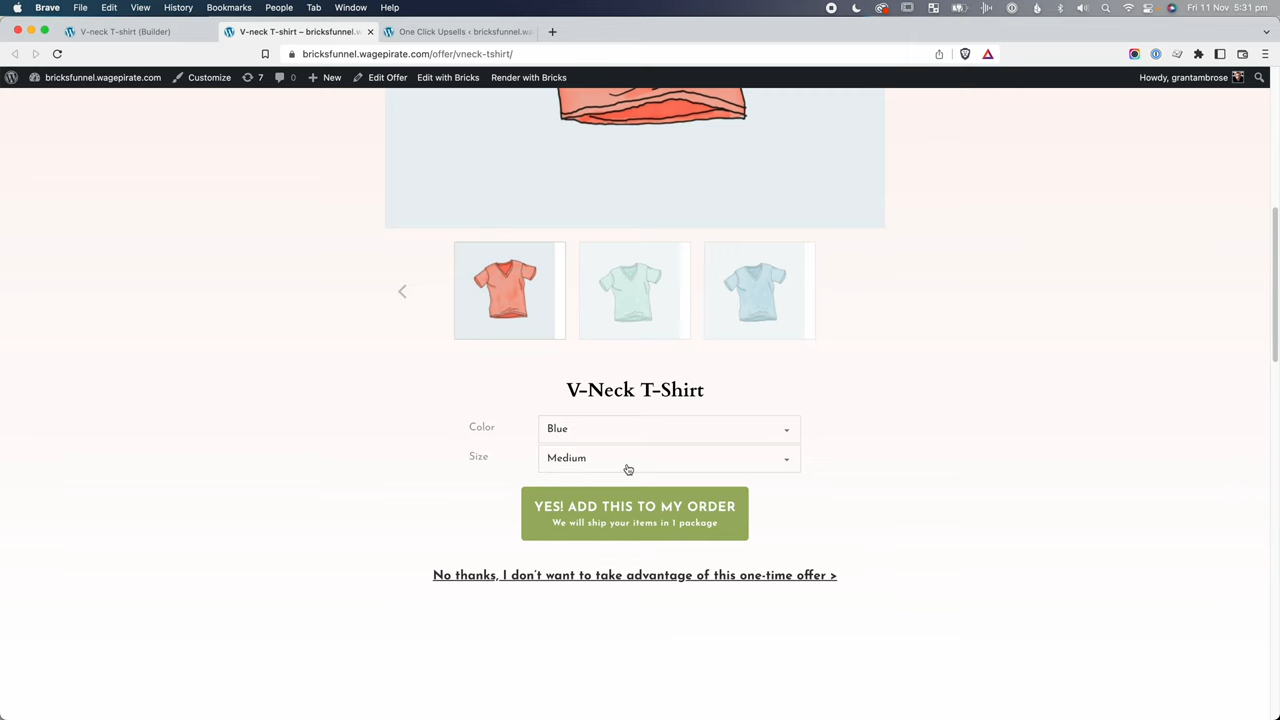 Brave File Edit View History Bookmarks People Tab Window Help Fri 11 Nov 5:31 pm
V-neck T-shirt (Builder) V-neck T-shirt ~ bricksfunnel.w One Click Upsells ‹ bricksfunnel.wa
bricksfunnel.wagepirate.com/offer/vneck-tshirt/
bricksfunnel.wagepirate.com Customize 7 0 New Edit Offer Edit with Bricks Render with Bricks Howdy, grantambrose
V-Neck T-Shirt
Color Blue
Size Medium
YES! ADD THIS TO MY ORDER
We will ship your items in 1 package
No thanks, I don't want to take advantage of this one-time offer >